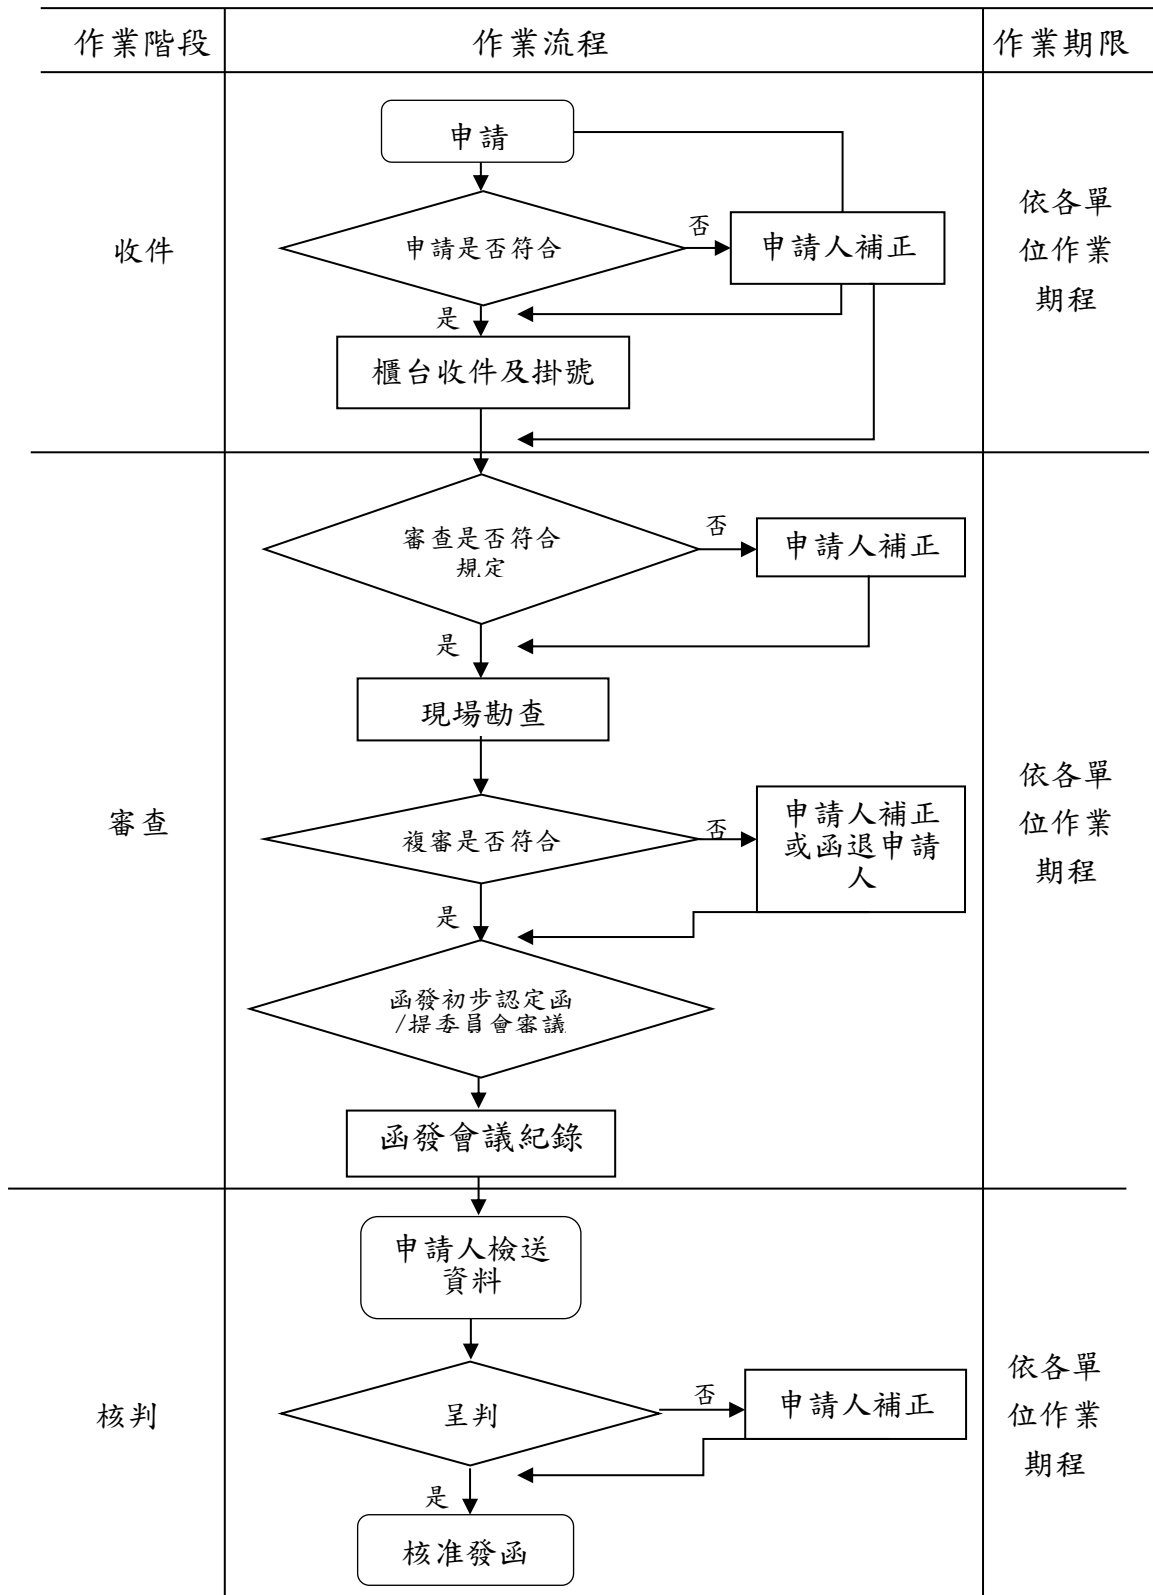 作業階段
作業流程
作業期限
申請
收件
申請是否符合
否
申請人補正
依各單
位作業
期程
是
櫃台收件及掛號
審查是否符合
規定
否
申請人補正
是
現場勘查
審查
複審是否符合
否
申請人補正
或函退申請
人
依各單
位作業
期程
是
函發初步認定函
/提委員會審議
函發會議紀錄
申請人檢送
資料
核判
呈判
否
申請人補正
依各單
位作業
期程
是
核准發函